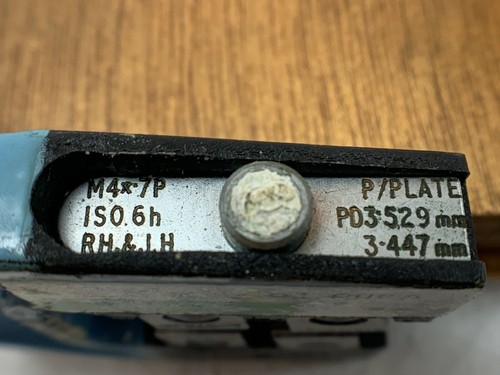 M4×·7P
ISO.6h
RH.&.LH
P/PLATE
PD3·529 mm
3·447 mm